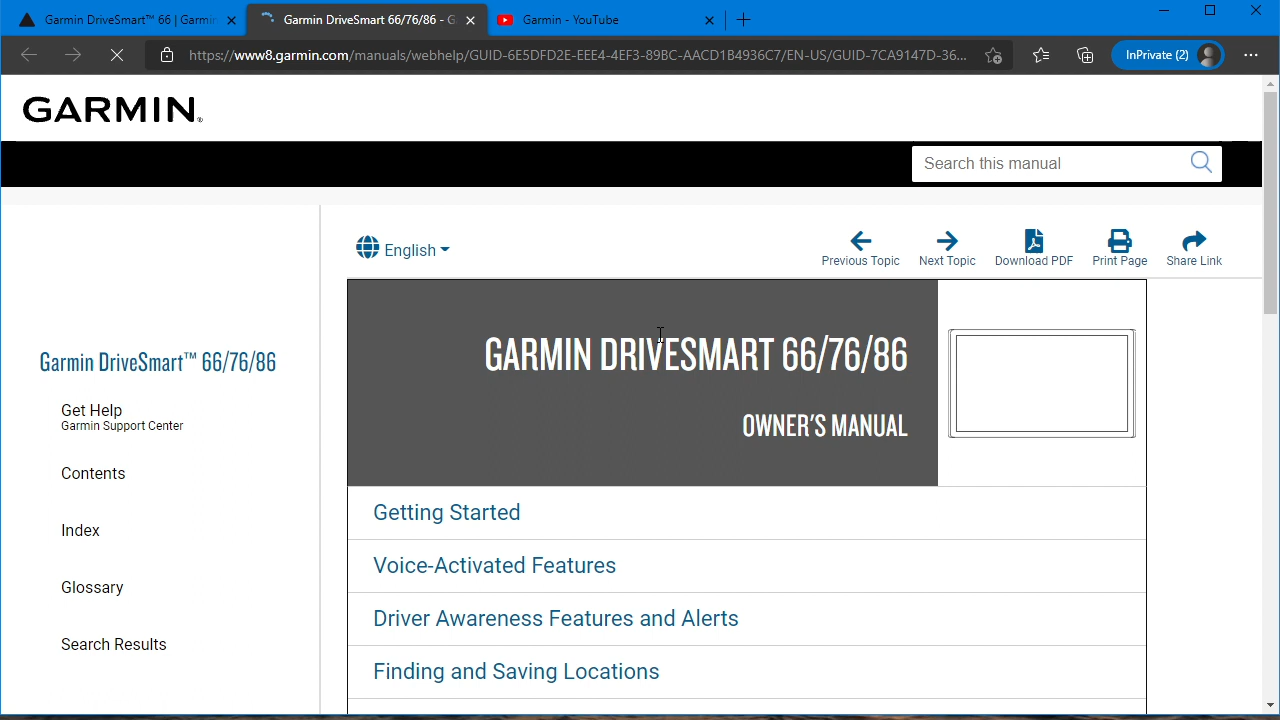 Garmin DriveSmart™ 66 | Garmin
Garmin DriveSmart 66/76/86 - G
Garmin - YouTube
https://www8.garmin.com/manuals/webhelp/GUID-6E5DFD2E-EEE4-4EF3-89BC-AACD1B4936C7/EN-US/GUID-7CA9147D-36...
InPrivate (2)
GARMIN®
Search this manual
English
Previous Topic
Next Topic
Download PDF
Print Page
Share Link
Garmin DriveSmart™ 66/76/86
Get Help
Garmin Support Center
Contents
Index
Glossary
Search Results
GARMIN DRIVESMART 66/76/86
OWNER'S MANUAL
Getting Started
Voice-Activated Features
Driver Awareness Features and Alerts
Finding and Saving Locations